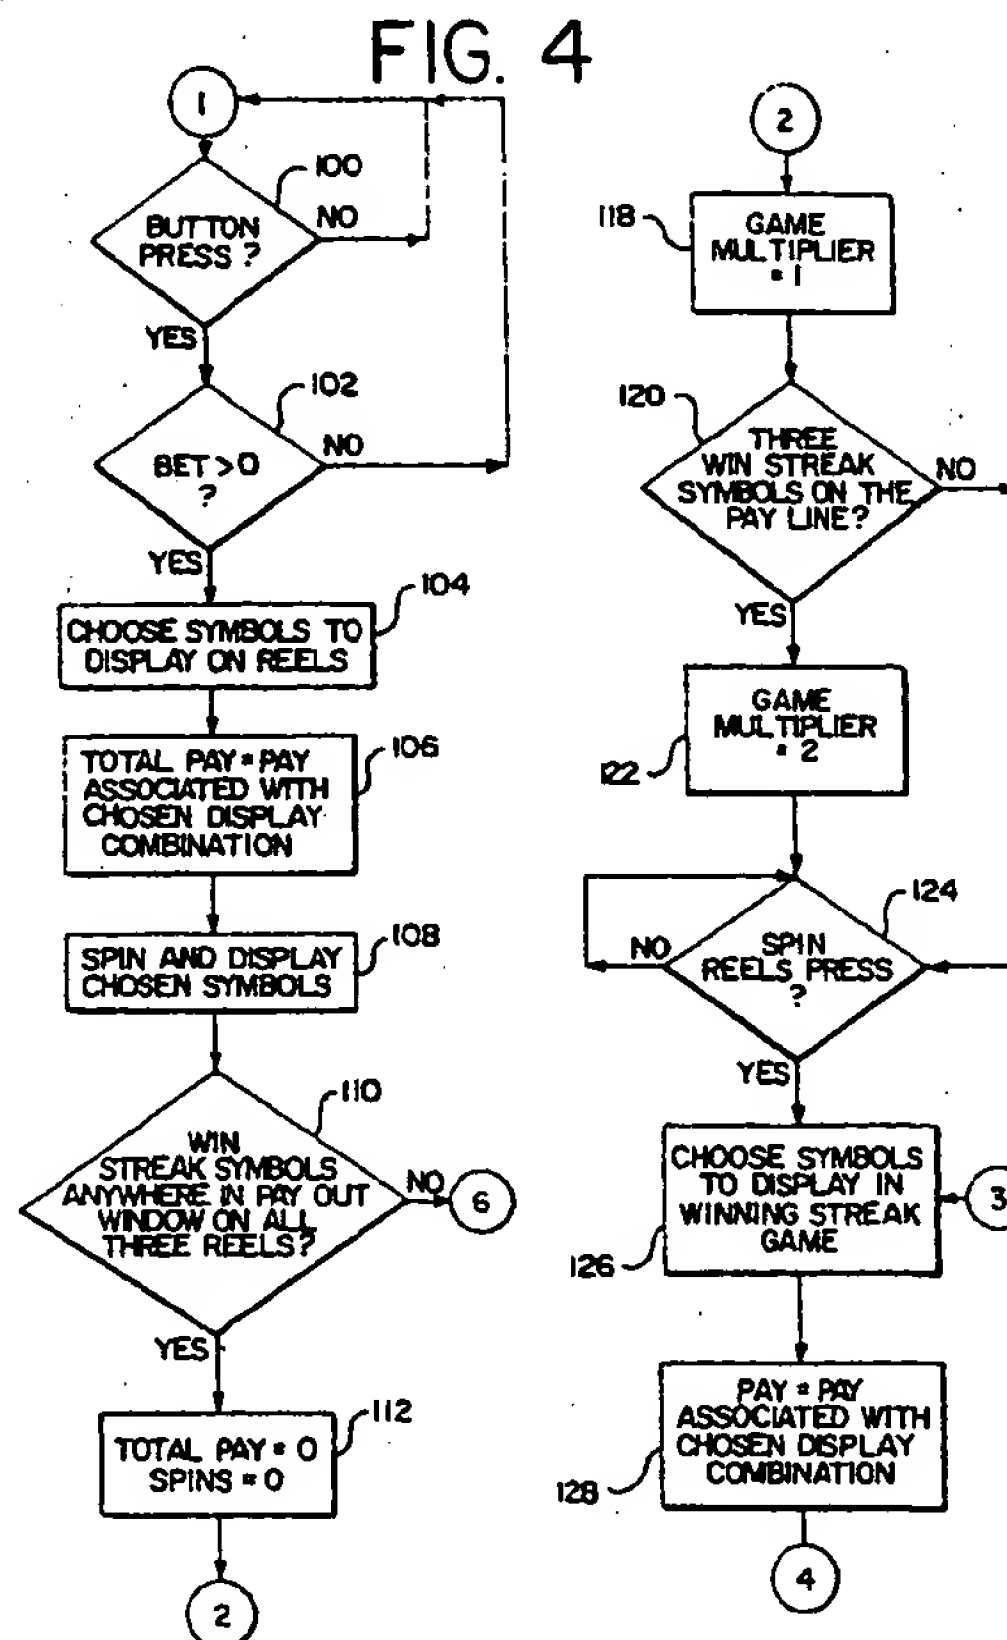 FIG. 4
1
100
BUTTON
PRESS ?
NO
YES
102
BET > 0
?
NO
YES
104
CHOOSE SYMBOLS TO
DISPLAY ON REELS
106
TOTAL PAY = PAY
ASSOCIATED WITH
CHOSEN DISPLAY
COMBINATION
108
SPIN AND DISPLAY
CHOSEN SYMBOLS
110
WIN
STREAK SYMBOLS
ANYWHERE IN PAY OUT
WINDOW ON ALL
THREE REELS?
NO
6
YES
112
TOTAL PAY = 0
SPINS = 0
2
2
118
GAME
MULTIPLIER
= 1
120
THREE
WIN STREAK
SYMBOLS ON THE
PAY LINE?
NO
YES
GAME
MULTIPLIER
= 2
122
124
SPIN
REELS PRESS
?
NO
YES
CHOOSE SYMBOLS
TO DISPLAY IN
WINNING STREAK
GAME
3
126
PAY = PAY
ASSOCIATED WITH
CHOSEN DISPLAY
COMBINATION
128
4